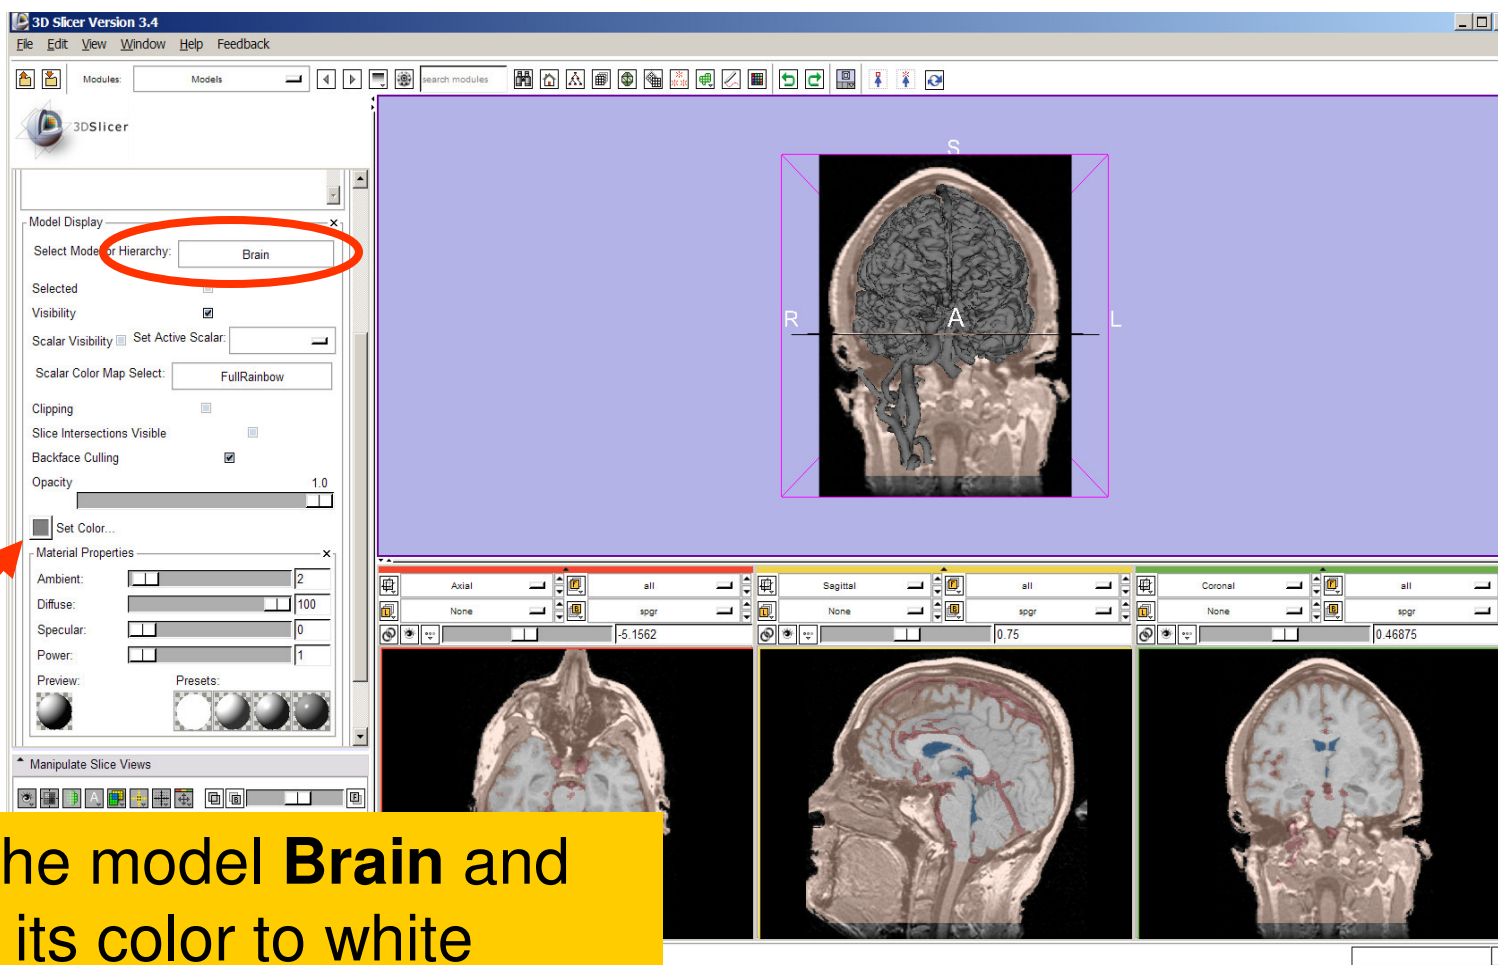 3D Slicer Version 3.4
File Edit View Window Help Feedback
Modules: Models search modules
3DSlicer
Model Display
Select Model or Hierarchy: Brain
Selected
Visibility
Scalar Visibility Set Active Scalar:
Scalar Color Map Select: FullRainbow
Clipping
Slice Intersections Visible
Backface Culling
Opacity 1.0
Set Color...
Material Properties
Ambient: 2
Diffuse: 100
Specular: 0
Power: 1
Preview: Presets:
Manipulate Slice Views
S
R A L
Axial all Sagittal all Coronal all
None spgr None spgr None spgr
-5.1562 0.75 0.46875
he model Brain and
its color to white